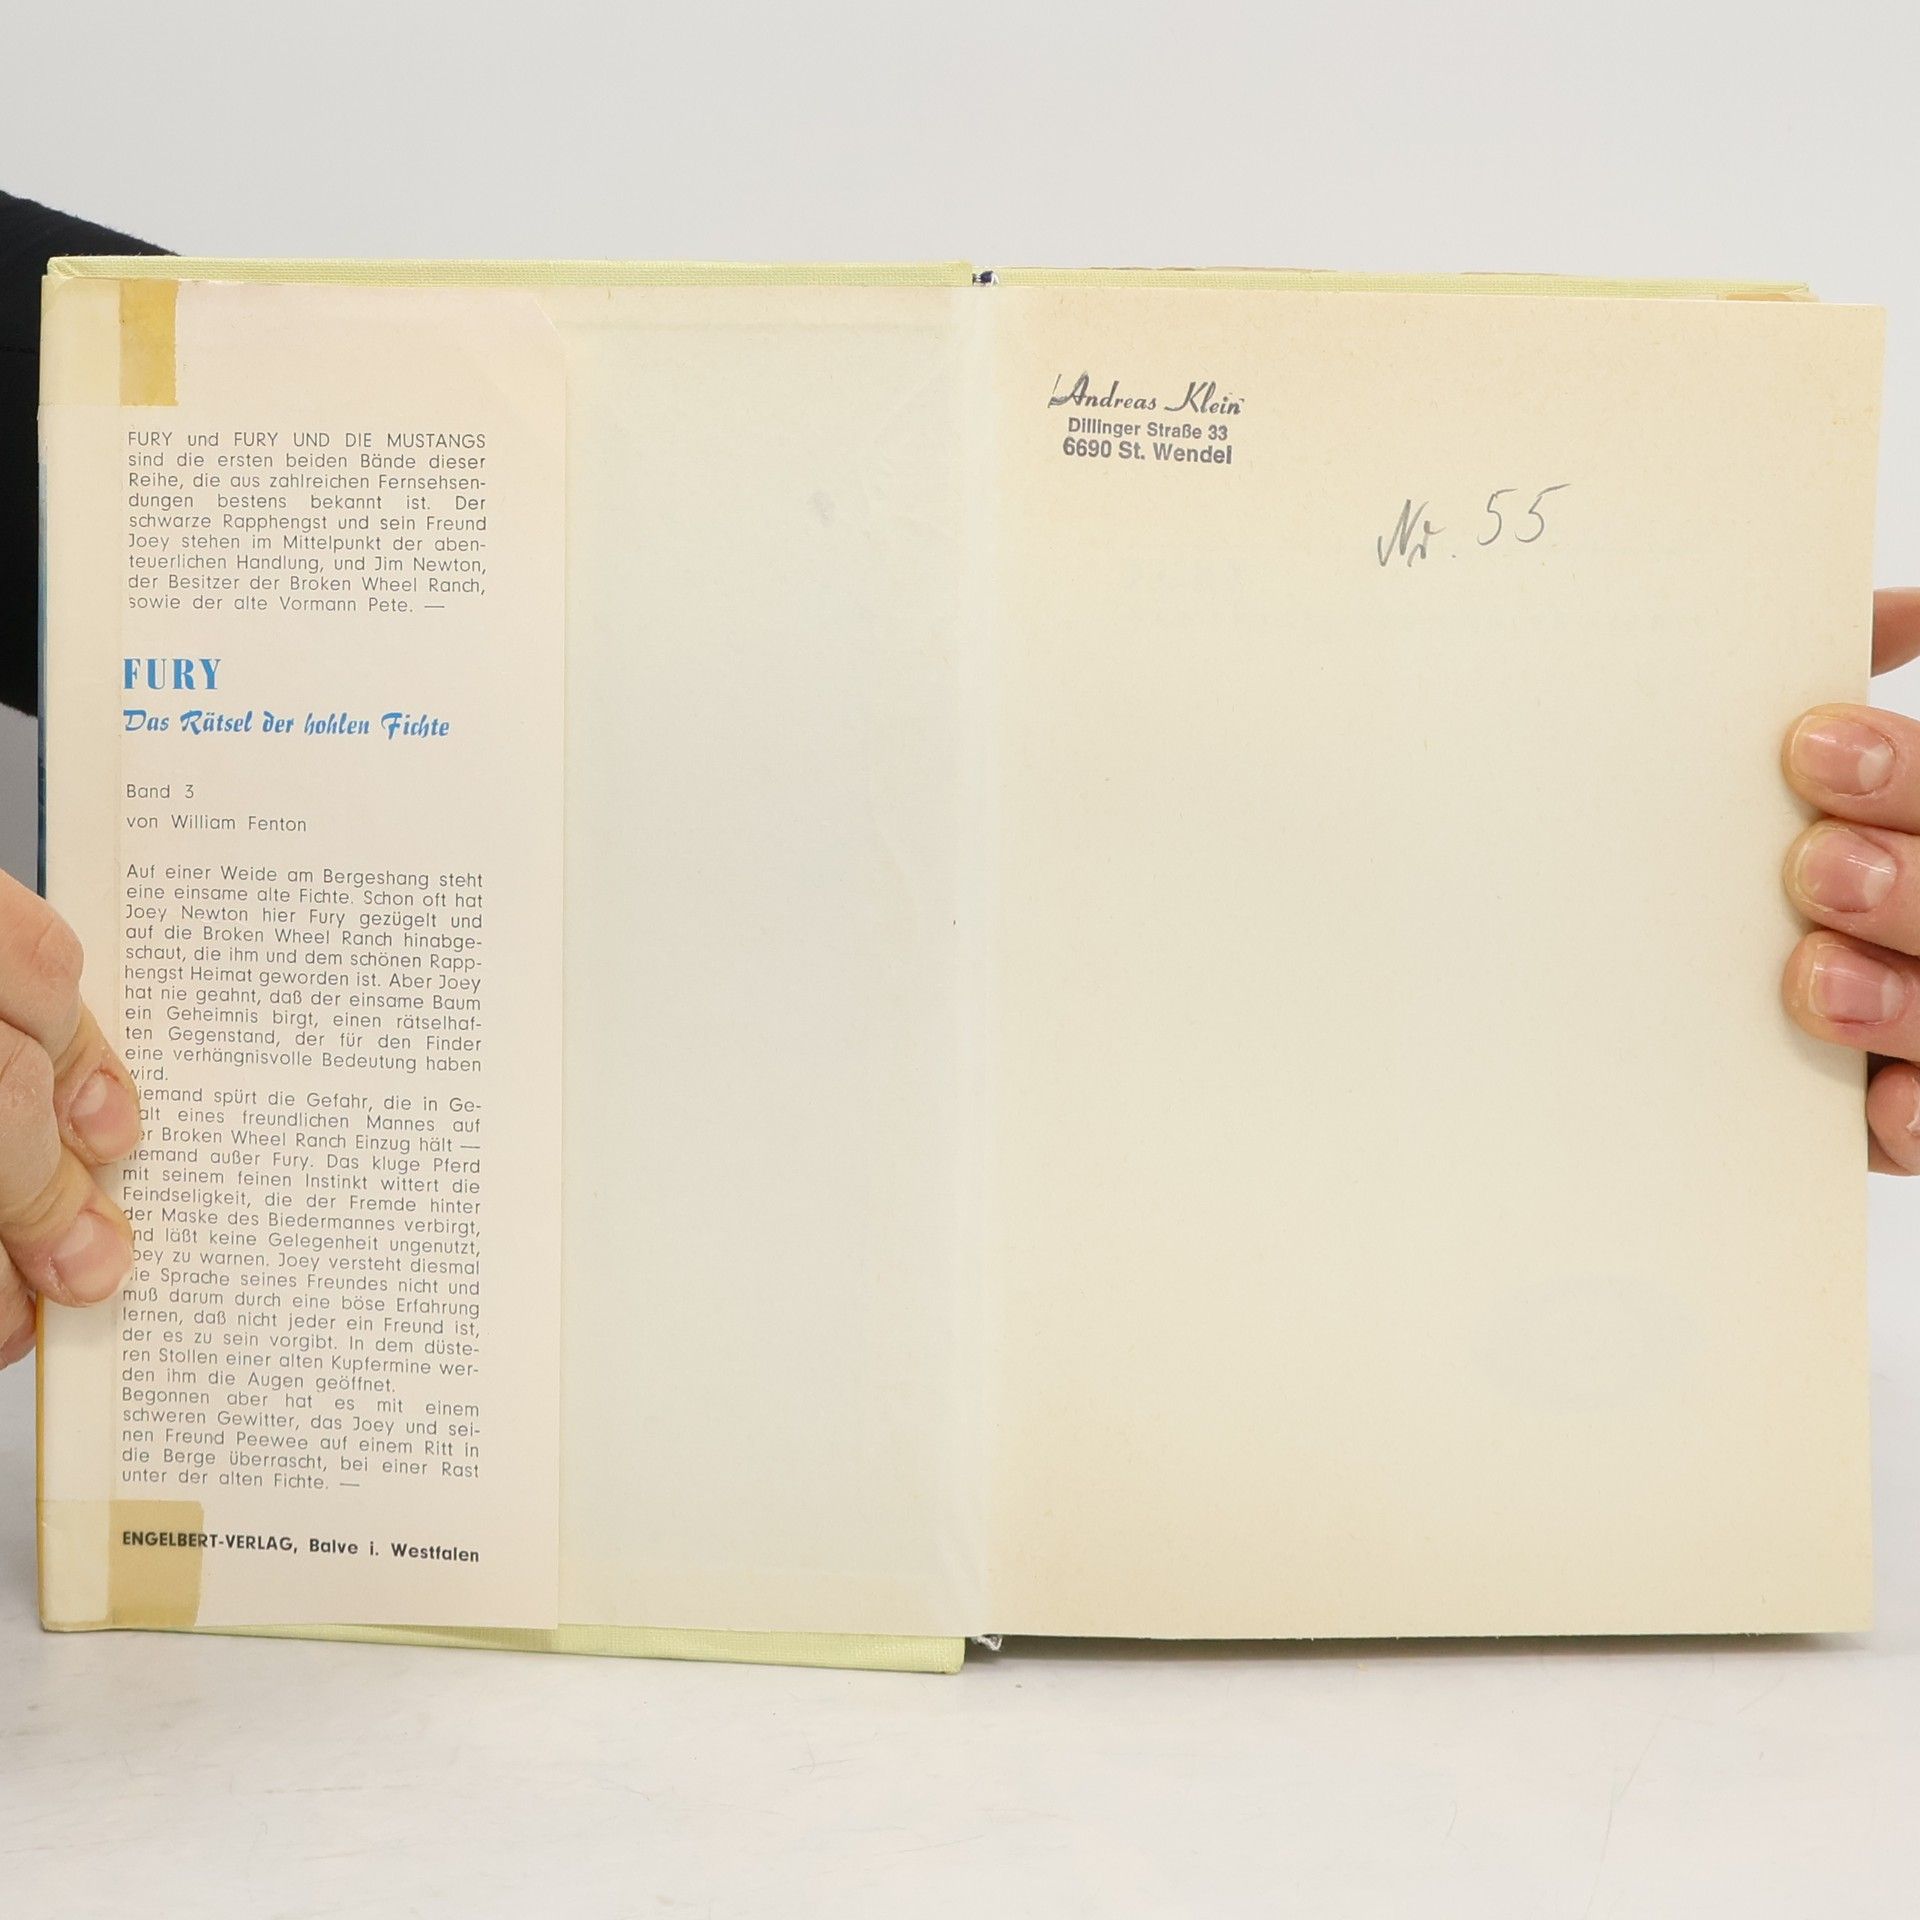 FURY und FURY UND DIE MUSTANGS
sind die ersten beiden Bände dieser
Reihe, die aus zahlreichen Fernsehsen-
dungen bestens bekannt ist. Der
schwarze Rapphengst und sein Freund
Joey stehen im Mittelpunkt der aben-
teuerlichen Handlung, und Jim Newton,
der Besitzer der Broken Wheel Ranch,
sowie der alte Vormann Pete. —
FURY
Das Rätsel der hohlen Fichte
Band 3
von William Fenton
Auf einer Weide am Bergeshang steht
eine einsame alte Fichte. Schon oft hat
Joey Newton hier Fury gezügelt und
auf die Broken Wheel Ranch hinabge-
schaut, die ihm und dem schönen Rapp-
hengst Heimat geworden ist. Aber Joey
hat nie geahnt, daß der einsame Baum
ein Geheimnis birgt, einen rätselhaf-
ten Gegenstand, der für den Finder
eine verhängnisvolle Bedeutung haben
wird.
iemand spürt die Gefahr, die in Ge-
alt eines freundlichen Mannes auf
er Broken Wheel Ranch Einzug hält —
iemand außer Fury. Das kluge Pferd
mit seinem feinen Instinkt wittert die
Feindseligkeit, die der Fremde hinter
der Maske des Biedermannes verbirgt,
nd läßt keine Gelegenheit ungenutzt,
oey zu warnen. Joey versteht diesmal
ie Sprache seines Freundes nicht und
muß darum durch eine böse Erfahrung
lernen, daß nicht jeder ein Freund ist,
der es zu sein vorgibt. In dem düste-
ren Stollen einer alten Kupfermine wer-
den ihm die Augen geöffnet.
Begonnen aber hat es mit einem
schweren Gewitter, das Joey und sei-
nen Freund Peewee auf einem Ritt in
die Berge überrascht, bei einer Rast
unter der alten Fichte. —
ENGELBERT-VERLAG, Balve i. Westfalen
Andreas Klein
Dillinger Straße 33
6690 St. Wendel
Nr. 55